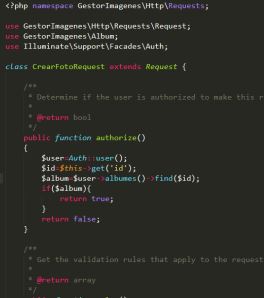 <?php namespace GestorImagenes\Http\Requests;
use GestorImagenes\Http\Requests\Request;
use GestorImagenes\Album;
use Illuminate\Support\Facades\Auth;
class CrearFotoRequest extends Request {
/**
* Determine if the user is authorized to make this r
*
* @return bool
*/
public function authorize()
{
$user=Auth::user();
$id=$this->get('id');
$album=$user->albumes()->find($id);
if($album){
return true;
}
return false;
}
/**
* Get the validation rules that apply to the request
*
* @return array
*/